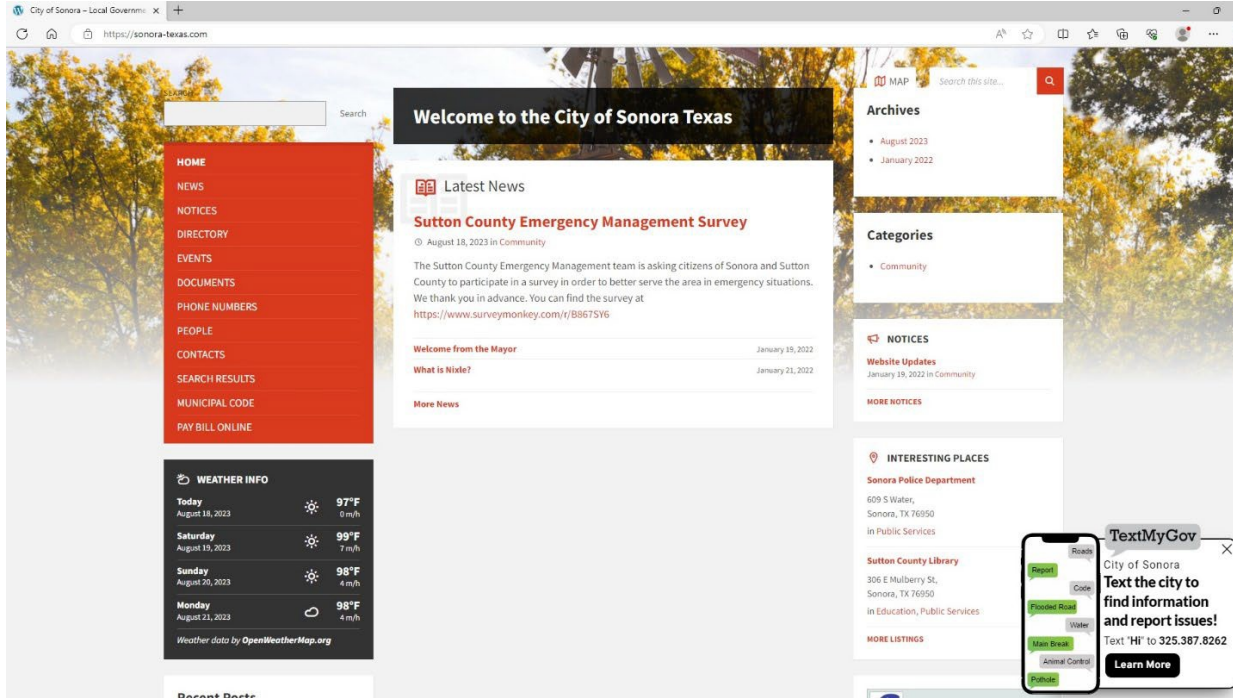 City of Sonora – Local Governme
https://sonora-texas.com
SEARCH
Search
HOME
NEWS
NOTICES
DIRECTORY
EVENTS
DOCUMENTS
PHONE NUMBERS
PEOPLE
CONTACTS
SEARCH RESULTS
MUNICIPAL CODE
PAY BILL ONLINE
WEATHER INFO
Today
August 18, 2023
97°F
0 m/h
Saturday
August 19, 2023
99°F
7 m/h
Sunday
August 20, 2023
98°F
4 m/h
Monday
August 21, 2023
98°F
4 m/h
Weather data by OpenWeatherMap.org
Recent Posts
Welcome to the City of Sonora Texas
Latest News
Sutton County Emergency Management Survey
August 18, 2023 in Community
The Sutton County Emergency Management team is asking citizens of Sonora and Sutton
County to participate in a survey in order to better serve the area in emergency situations.
We thank you in advance. You can find the survey at
https://www.surveymonkey.com/r/B867SY6
Welcome from the Mayor January 19, 2022
What is Nixle? January 21, 2022
More News
MAP
Search this site...
Archives
August 2023
January 2022
Categories
Community
NOTICES
Website Updates
January 19, 2022 in Community
MORE NOTICES
INTERESTING PLACES
Sonora Police Department
609 S Water,
Sonora, TX 76950
in Public Services
Sutton County Library
306 E Mulberry St,
Sonora, TX 76950
in Education, Public Services
MORE LISTINGS
Roads
Report
Code
Flooded Road
Water
Main Break
Animal Control
Pothole
TextMyGov
City of Sonora
Text the city to
find information
and report issues!
Text "Hi" to 325.387.8262
Learn More